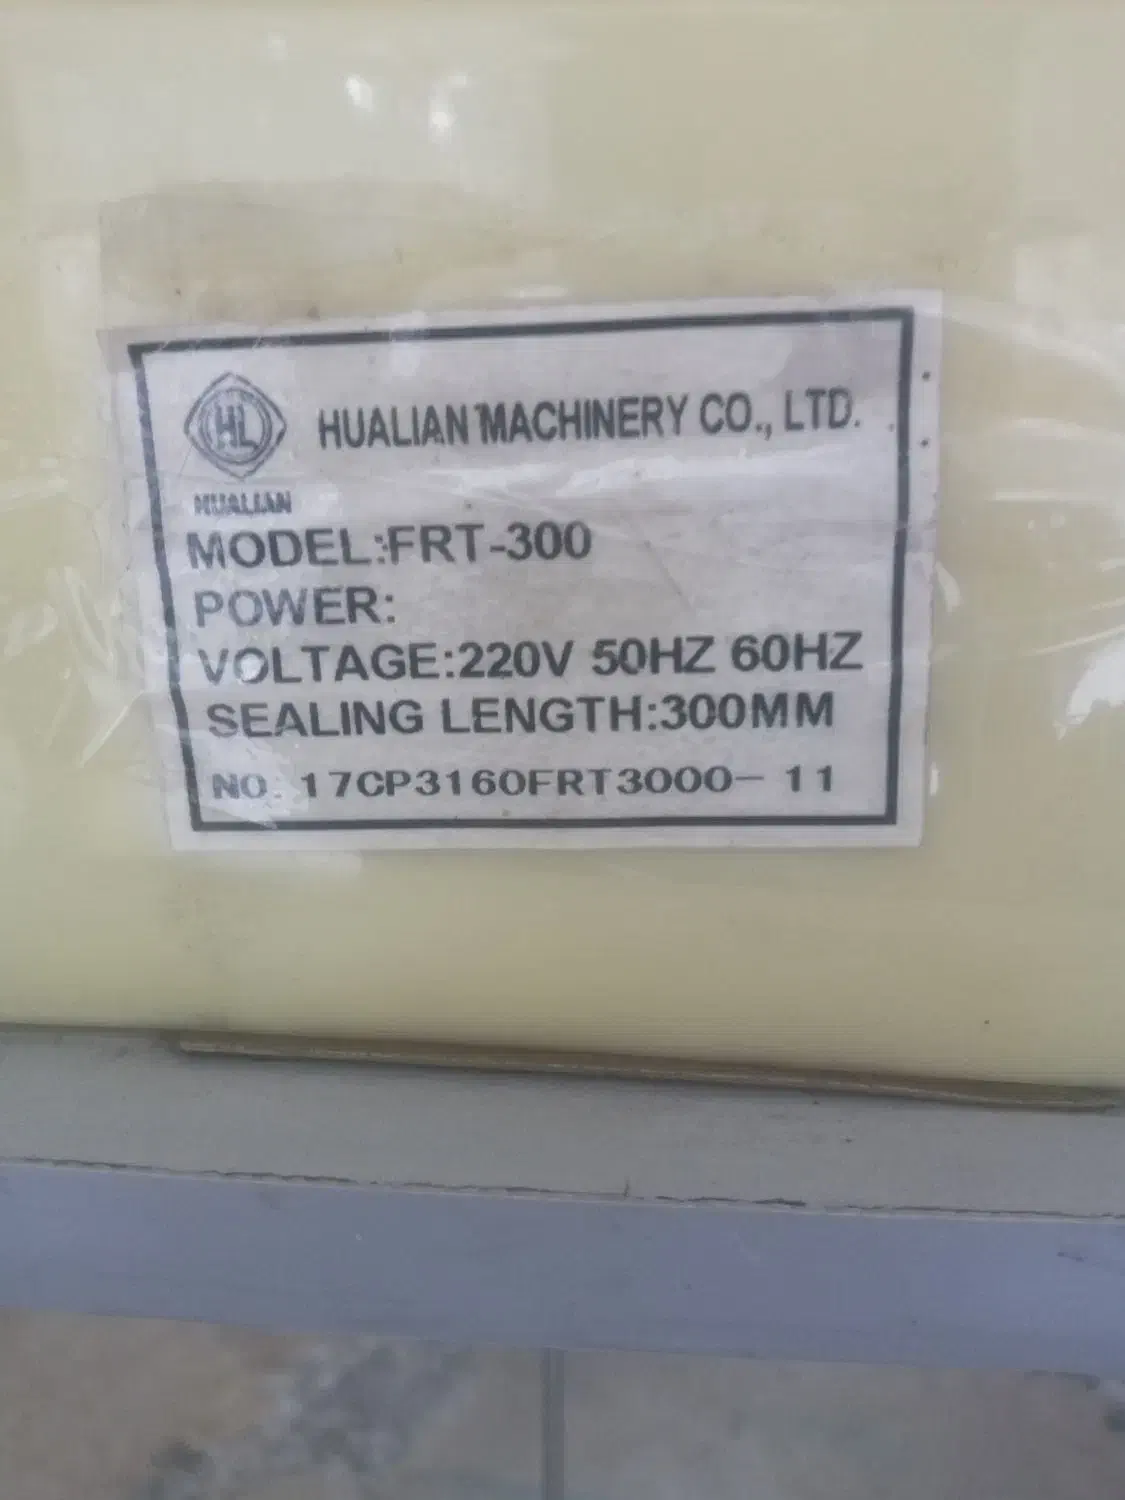 HL
HUALIAN MACHINERY CO., LTD.
HUALIAN
MODEL:FRT-300
POWER:
VOLTAGE:220V 50HZ 60HZ
SEALING LENGTH:300MM
NO. 17CP3160FRT3000-11